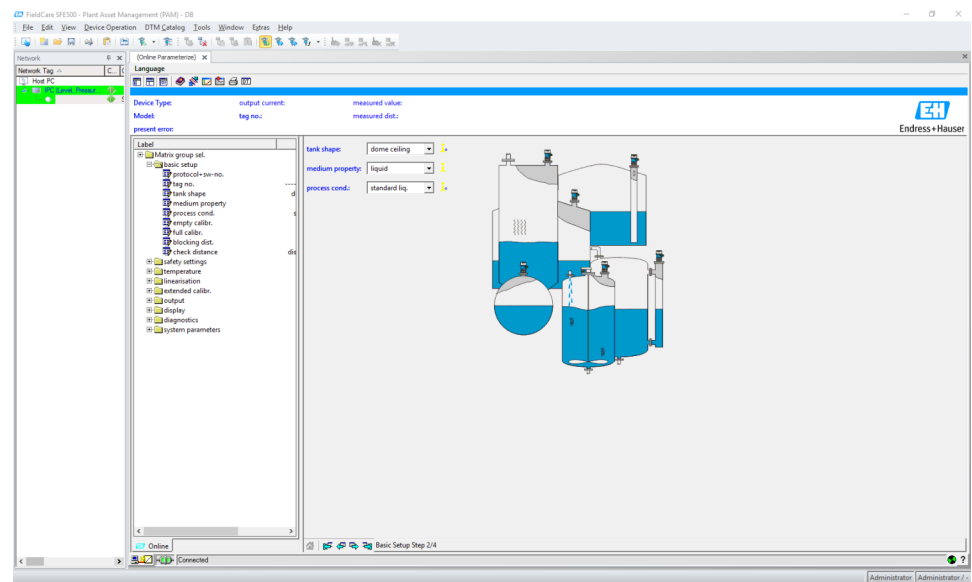 FieldCare SFE500 - Plant Asset Management (PAM) - DB
File Edit View Device Operation DTM Catalog Tools Window Extras Help
Network
(Online Parameterize)
Network Tag
C...
Host PC
IPC (Level, Pressur...
Language
Device Type:
output current:
measured value:
Model:
tag no.:
measured dist.:
present error:
Endress+Hauser
Label
Matrix group sel.
basic setup
protocol+sw-no.
tag no.
----
tank shape
d
medium property
process cond.
s
empty calibr.
full calibr.
blocking dist.
check distance
dis
safety settings
temperature
linearisation
extended calibr.
output
display
diagnostics
system parameters
tank shape:
dome ceiling
medium property:
liquid
process cond.:
standard liq.
Online
Basic Setup Step 2/4
Connected
Administrator
Administrator / -